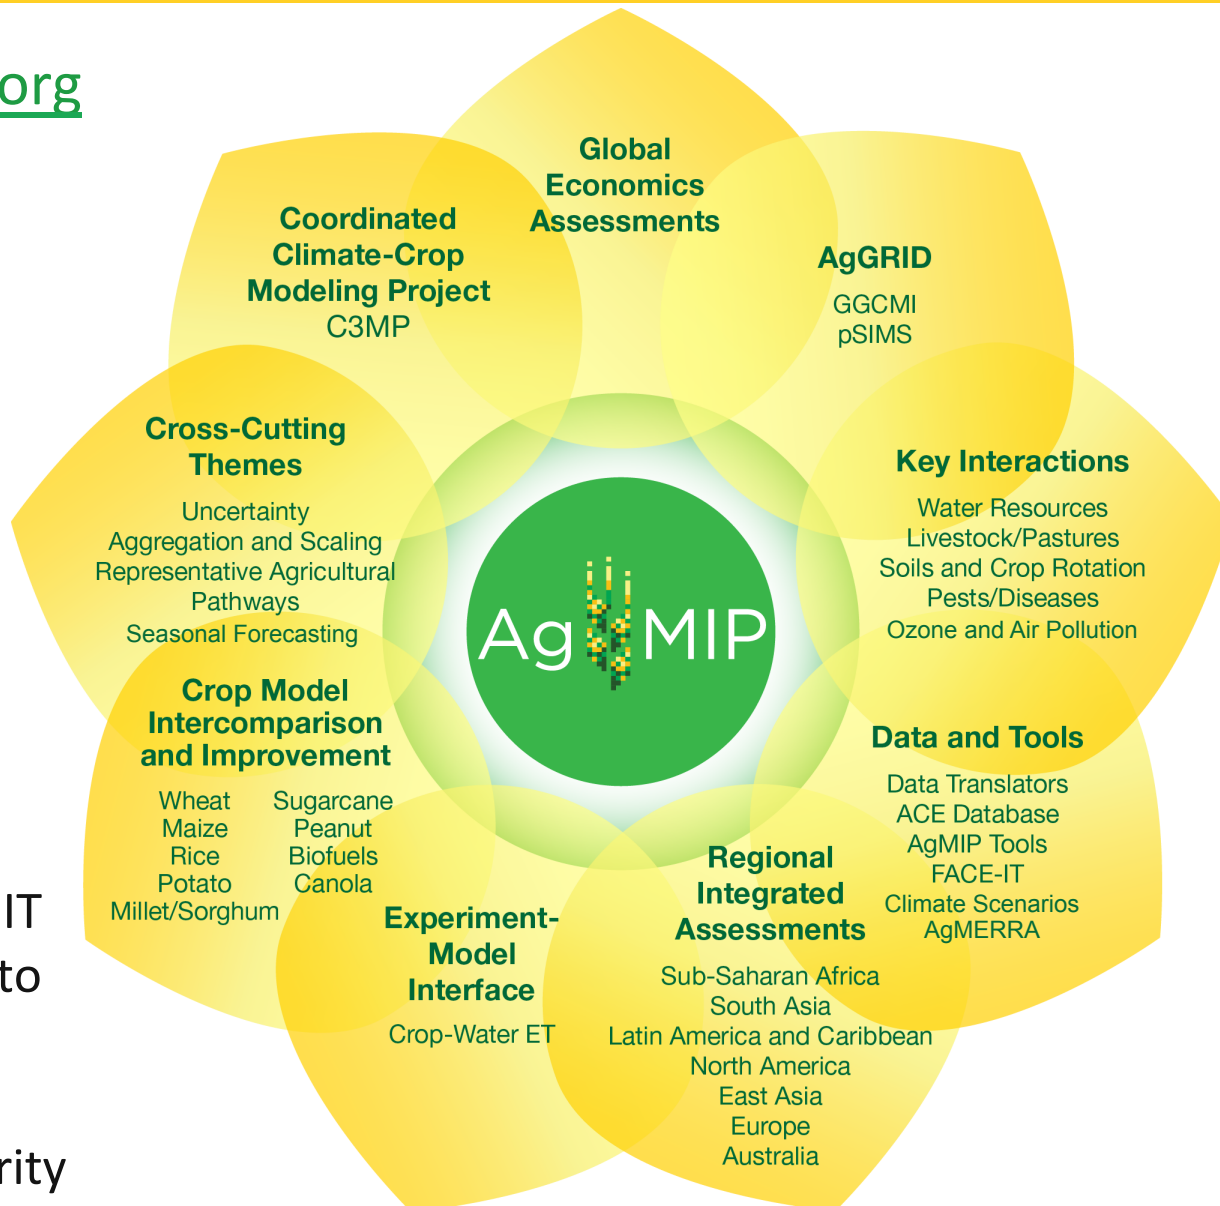 org
Global
Economics
Assessments
Coordinated
Climate-Crop
Modeling Project
C3MP
AgGRID
GGCMI
pSIMS
Cross-Cutting
Themes
Uncertainty
Aggregation and Scaling
Representative Agricultural
Pathways
Seasonal Forecasting
Key Interactions
Water Resources
Livestock/Pastures
Soils and Crop Rotation
Pests/Diseases
Ozone and Air Pollution
Ag MIP
Crop Model
Intercomparison
and Improvement
Wheat Sugarcane
Maize Peanut
Rice Biofuels
Potato Canola
Millet/Sorghum
Data and Tools
Data Translators
ACE Database
AgMIP Tools
FACE-IT
Climate Scenarios
AgMERRA
Experiment-
Model
Interface
Crop-Water ET
Regional
Integrated
Assessments
Sub-Saharan Africa
South Asia
Latin America and Caribbean
North America
East Asia
Europe
Australia
IT
to
rity